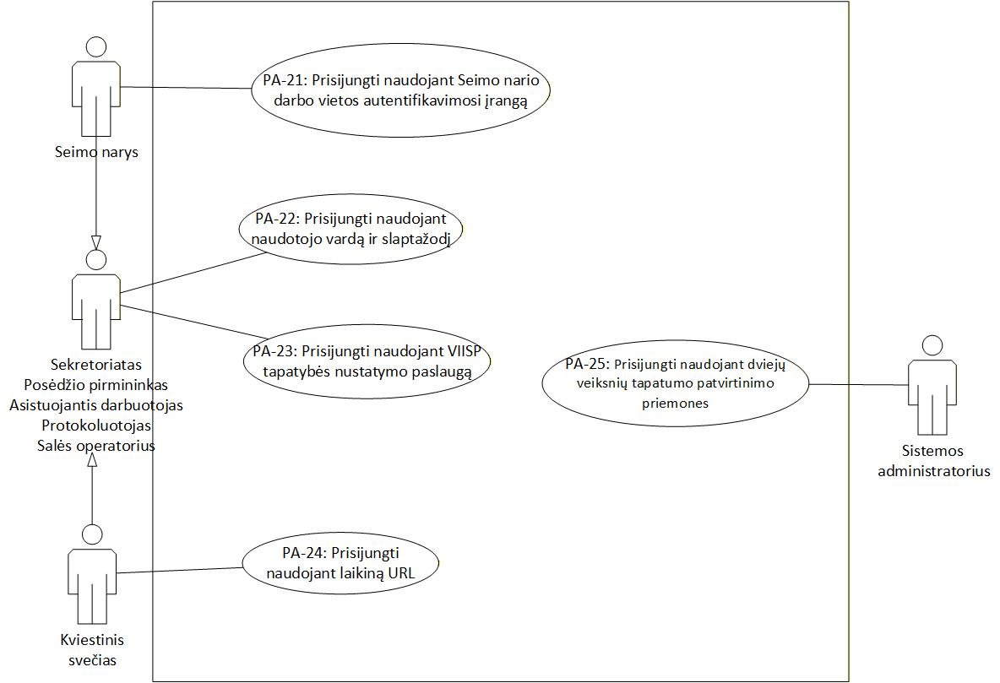 PA-21: Prisijungti naudojant Seimo nario
darbo vietos autentifikavimosi įrangą
Seimo narys
PA-22: Prisijungti naudojant
naudotojo vardą ir slaptažodį
PA-23: Prisijungti naudojant VIISP
tapatybės nustatymo paslaugą
Sekretoriatas
Posėdžio pirmininkas
Asistuojantis darbuotojas
Protokoluotojas
Salės operatorius
PA-25: Prisijungti naudojant dviejų
veiksnių tapatumo patvirtinimo
priemones
Sistemos
administratorius
PA-24: Prisijungti
naudojant laikiną URL
Kviestinis
svečias